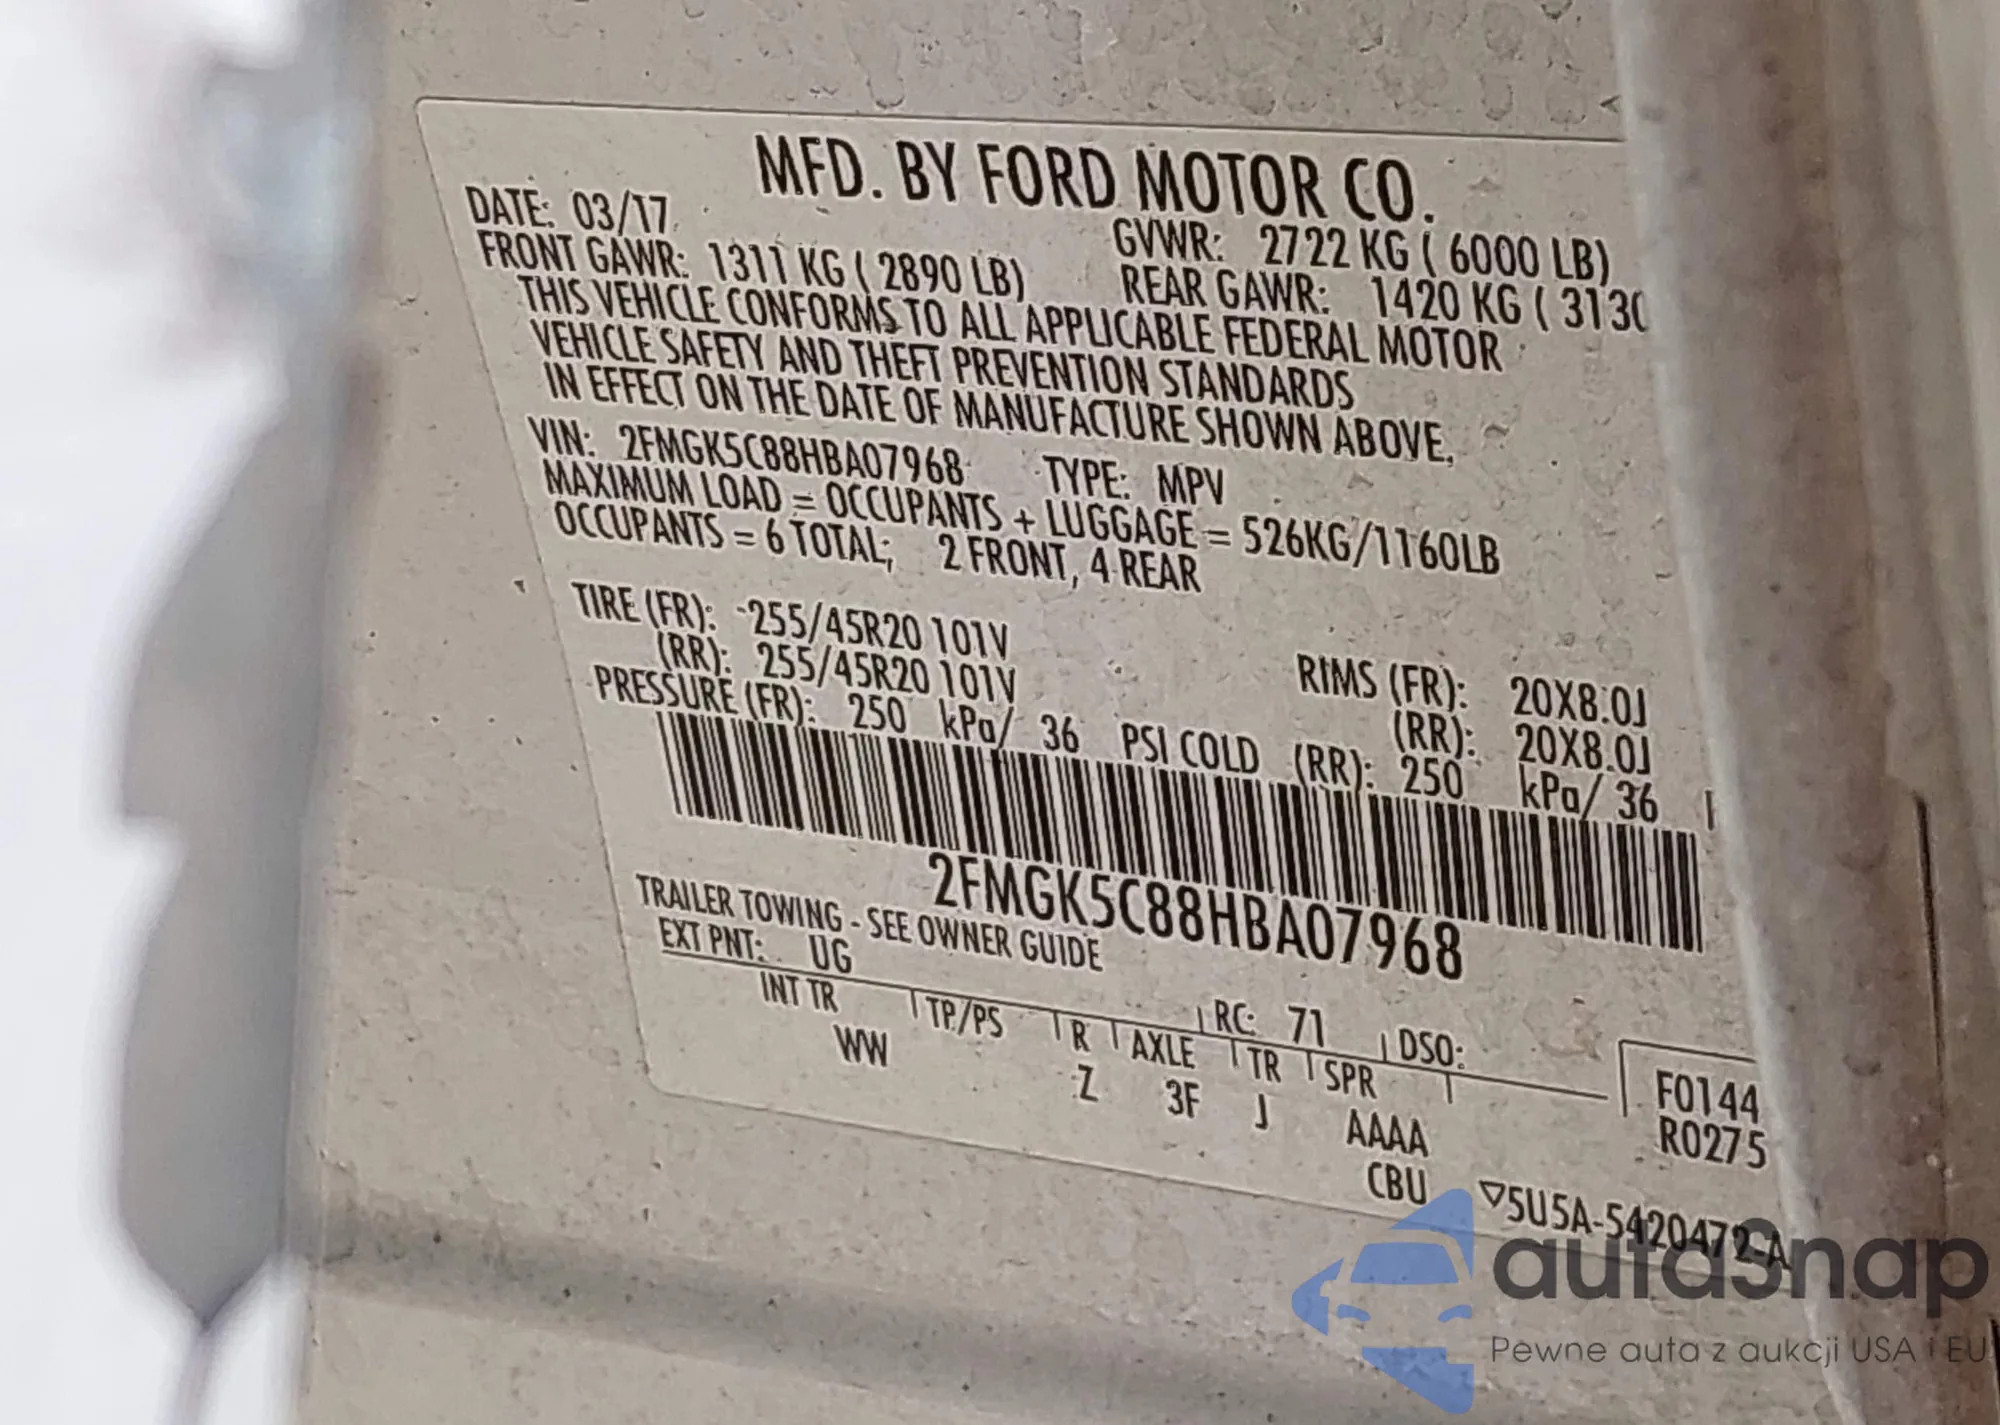 MFD. BY FORD MOTOR CO.
DATE: 03/17 GVWR: 2722 KG ( 6000 LB)
FRONT GAWR: 1311 KG ( 2890 LB) REAR GAWR: 1420 KG ( 3130
THIS VEHICLE CONFORMS TO ALL APPLICABLE FEDERAL MOTOR
VEHICLE SAFETY AND THEFT PREVENTION STANDARDS
IN EFFECT ON THE DATE OF MANUFACTURE SHOWN ABOVE.
VIN: 2FMGK5C88HBA07968 TYPE: MPV
MAXIMUM LOAD = OCCUPANTS + LUGGAGE = 526KG/1160LB
OCCUPANTS = 6 TOTAL; 2 FRONT, 4 REAR
TIRE (FR): 255/45R20 101V RIMS (FR): 20X8.0J
(RR): 255/45R20 101V (RR): 20X8.0J
PRESSURE (FR): 250 kPa/ 36 PSI COLD (RR): 250 kPa/ 36
2FMGK5C88HBA07968
TRAILER TOWING - SEE OWNER GUIDE
EXT PNT: UG RC: 71 DSO:
INT TR TP/PS R AXLE TR SPR
WW Z 3F J AAAA
CBU
F0144
R0275
▽5U5A-5420472-A
autaSnap
Pewne auta z aukcji USA i EU